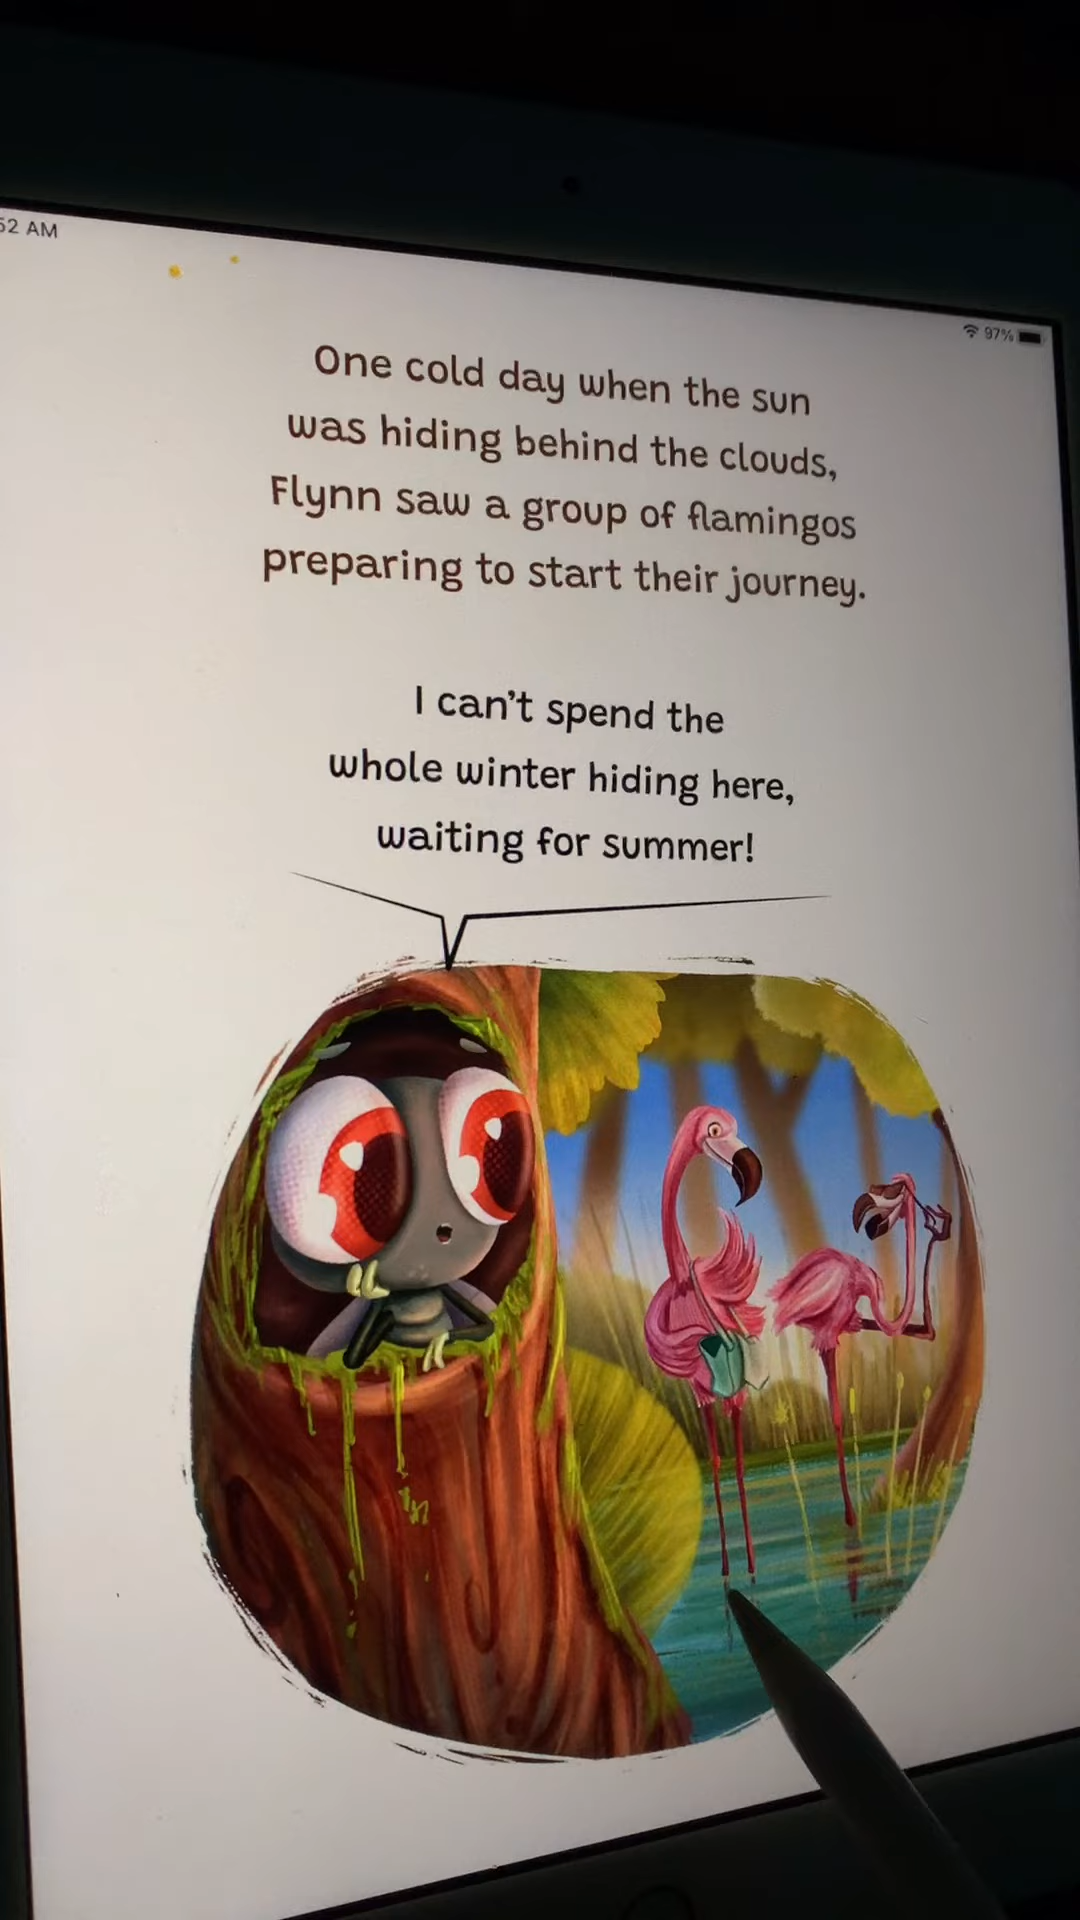 52 AM
97%
One cold day when the sun
was hiding behind the clouds,
Flynn saw a group of flamingos
preparing to start their journey.
I can't spend the
whole winter hiding here,
waiting for summer!